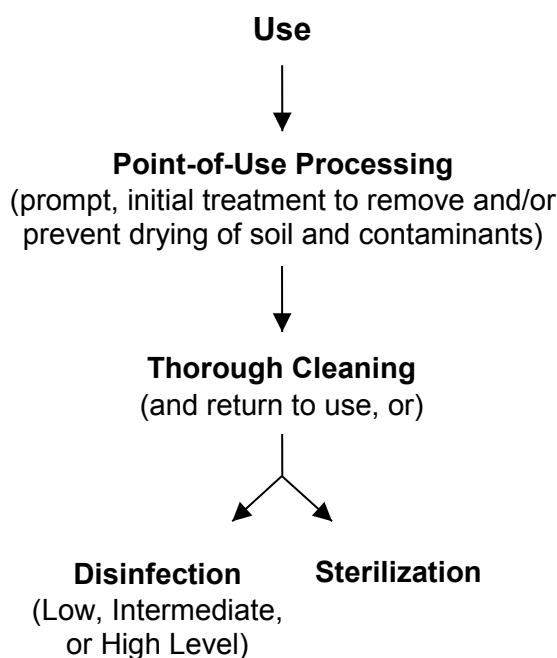 Use
Point-of-Use Processing
(prompt, initial treatment to remove and/or
prevent drying of soil and contaminants)
Thorough Cleaning
(and return to use, or)
Disinfection
(Low, Intermediate,
or High Level)
Sterilization